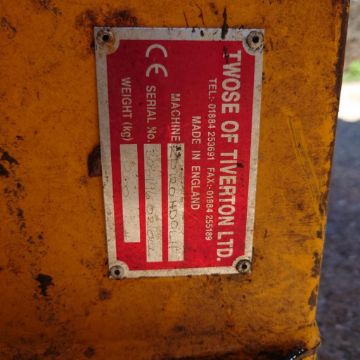 TWOSE OF TIVERTON LTD.
TEL:- 01884 253691 FAX:- 01884 255189
MADE IN ENGLAND
MACHINE
CE SERIAL No.
WEIGHT (kg)